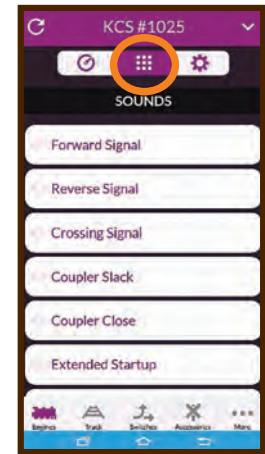 KCS #1025
SOUNDS
Forward Signal
Reverse Signal
Crossing Signal
Coupler Slack
Coupler Close
Extended Startup
Engines Track Switches Accessories More